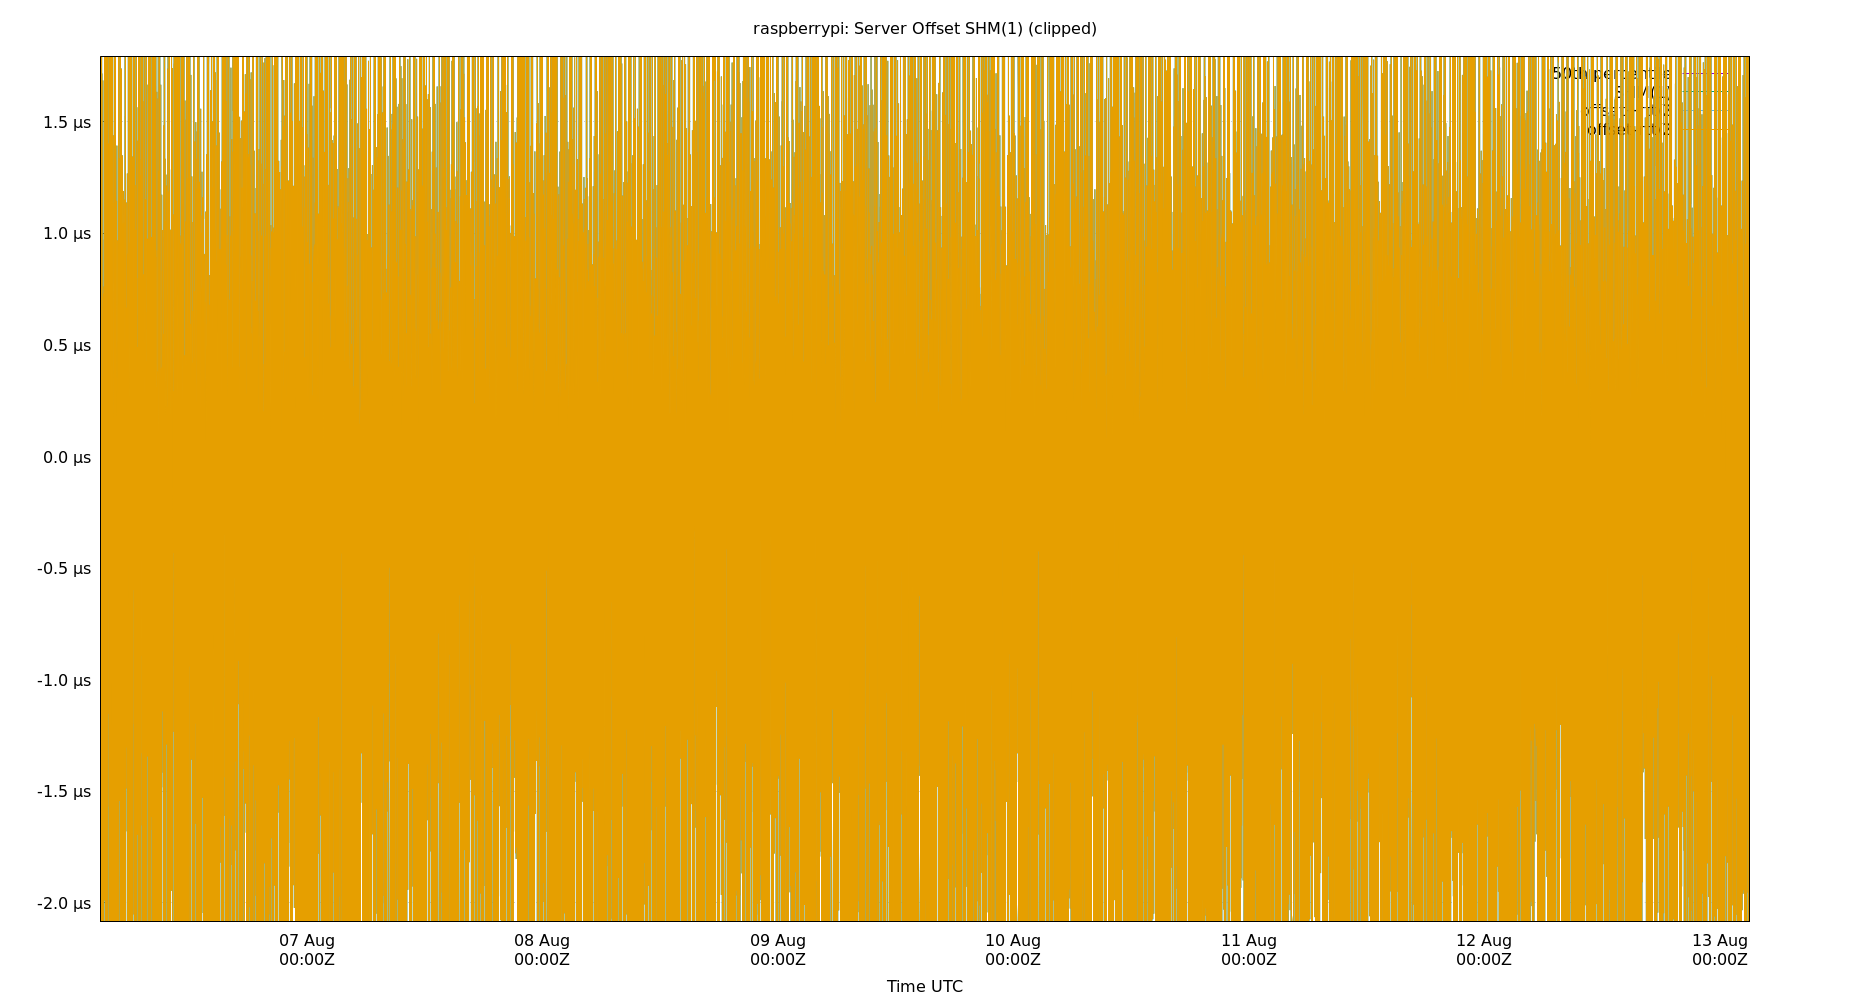 raspberrypi: Server Offset SHM(1) (clipped)
1.5 µs
1.0 µs
0.5 µs
0.0 µs
-0.5 µs
-1.0 µs
-1.5 µs
-2.0 µs
07 Aug
00:00Z
08 Aug
00:00Z
09 Aug
00:00Z
10 Aug
00:00Z
11 Aug
00:00Z
12 Aug
00:00Z
13 Aug
00:00Z
Time UTC